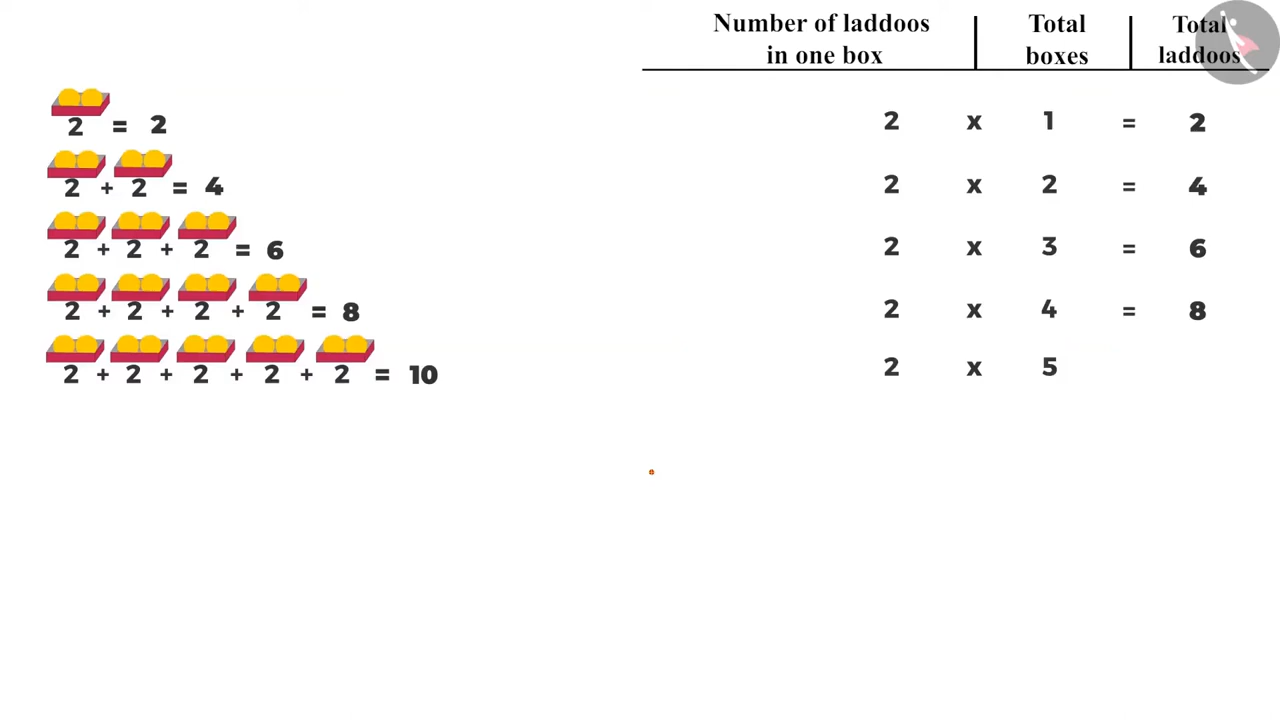 Number of laddoos in one box Total boxes Total laddoos
2 = 2 2 x 1 = 2
2 + 2 = 4 2 x 2 = 4
2 + 2 + 2 = 6 2 x 3 = 6
2 + 2 + 2 + 2 = 8 2 x 4 = 8
2 + 2 + 2 + 2 + 2 = 10 2 x 5